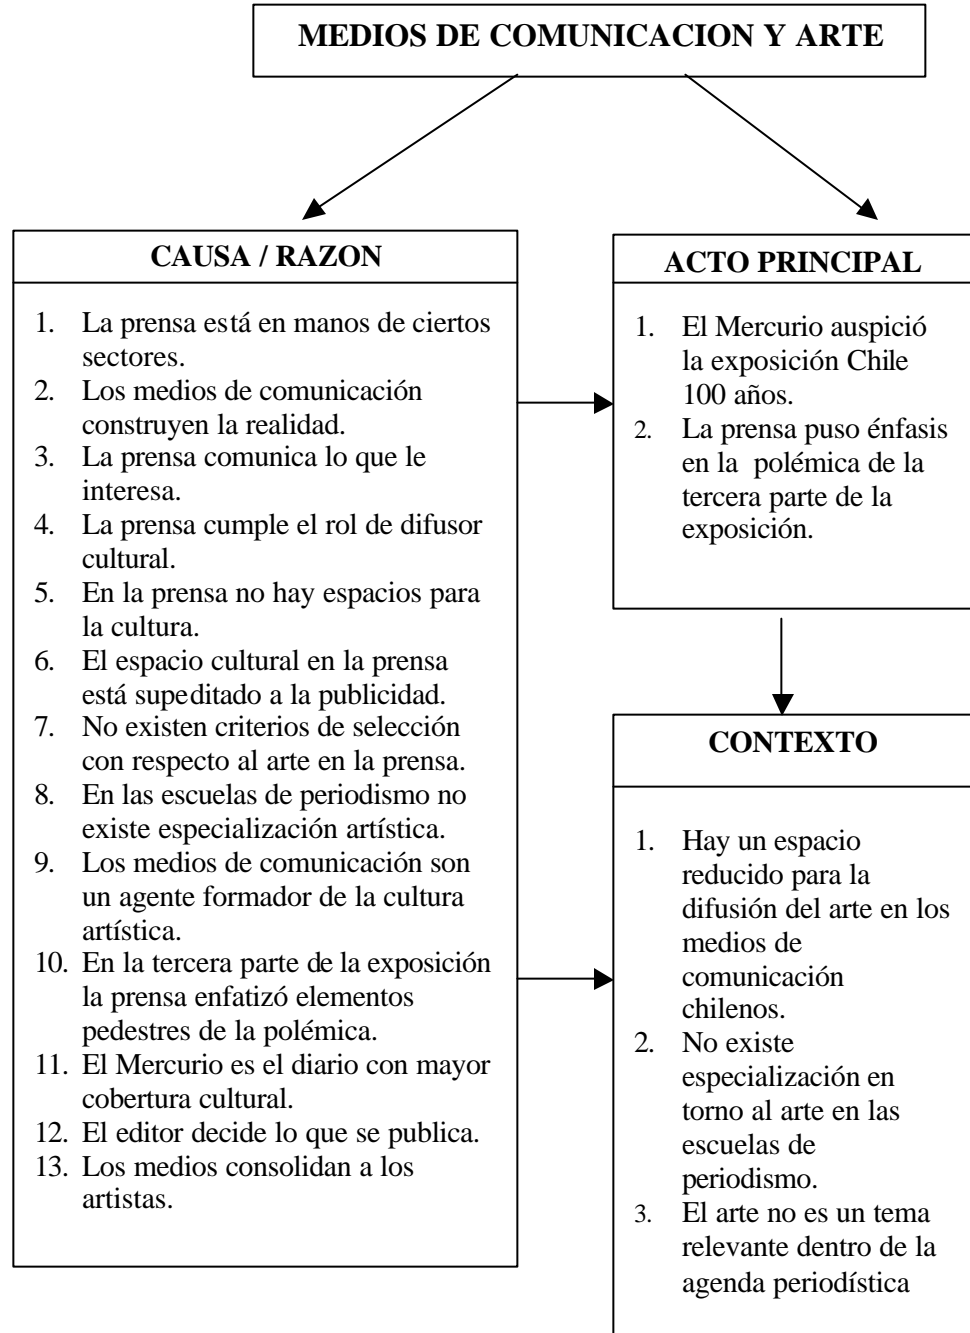 MEDIOS DE COMUNICACION Y ARTE
CAUSA / RAZON
1. La prensa está en manos de ciertos
sectores.
2. Los medios de comunicación
construyen la realidad.
3. La prensa comunica lo que le
interesa.
4. La prensa cumple el rol de difusor
cultural.
5. En la prensa no hay espacios para
la cultura.
6. El espacio cultural en la prensa
está supeditado a la publicidad.
7. No existen criterios de selección
con respecto al arte en la prensa.
8. En las escuelas de periodismo no
existe especialización artística.
9. Los medios de comunicación son
un agente formador de la cultura
artística.
10. En la tercera parte de la exposición
la prensa enfatizó elementos
pedestres de la polémica.
11. El Mercurio es el diario con mayor
cobertura cultural.
12. El editor decide lo que se publica.
13. Los medios consolidan a los
artistas.
ACTO PRINCIPAL
1. El Mercurio auspició
la exposición Chile
100 años.
2. La prensa puso énfasis
en la polémica de la
tercera parte de la
exposición.
CONTEXTO
1. Hay un espacio
reducido para la
difusión del arte en los
medios de
comunicación
chilenos.
2. No existe
especialización en
torno al arte en las
escuelas de
periodismo.
3. El arte no es un tema
relevante dentro de la
agenda periodística